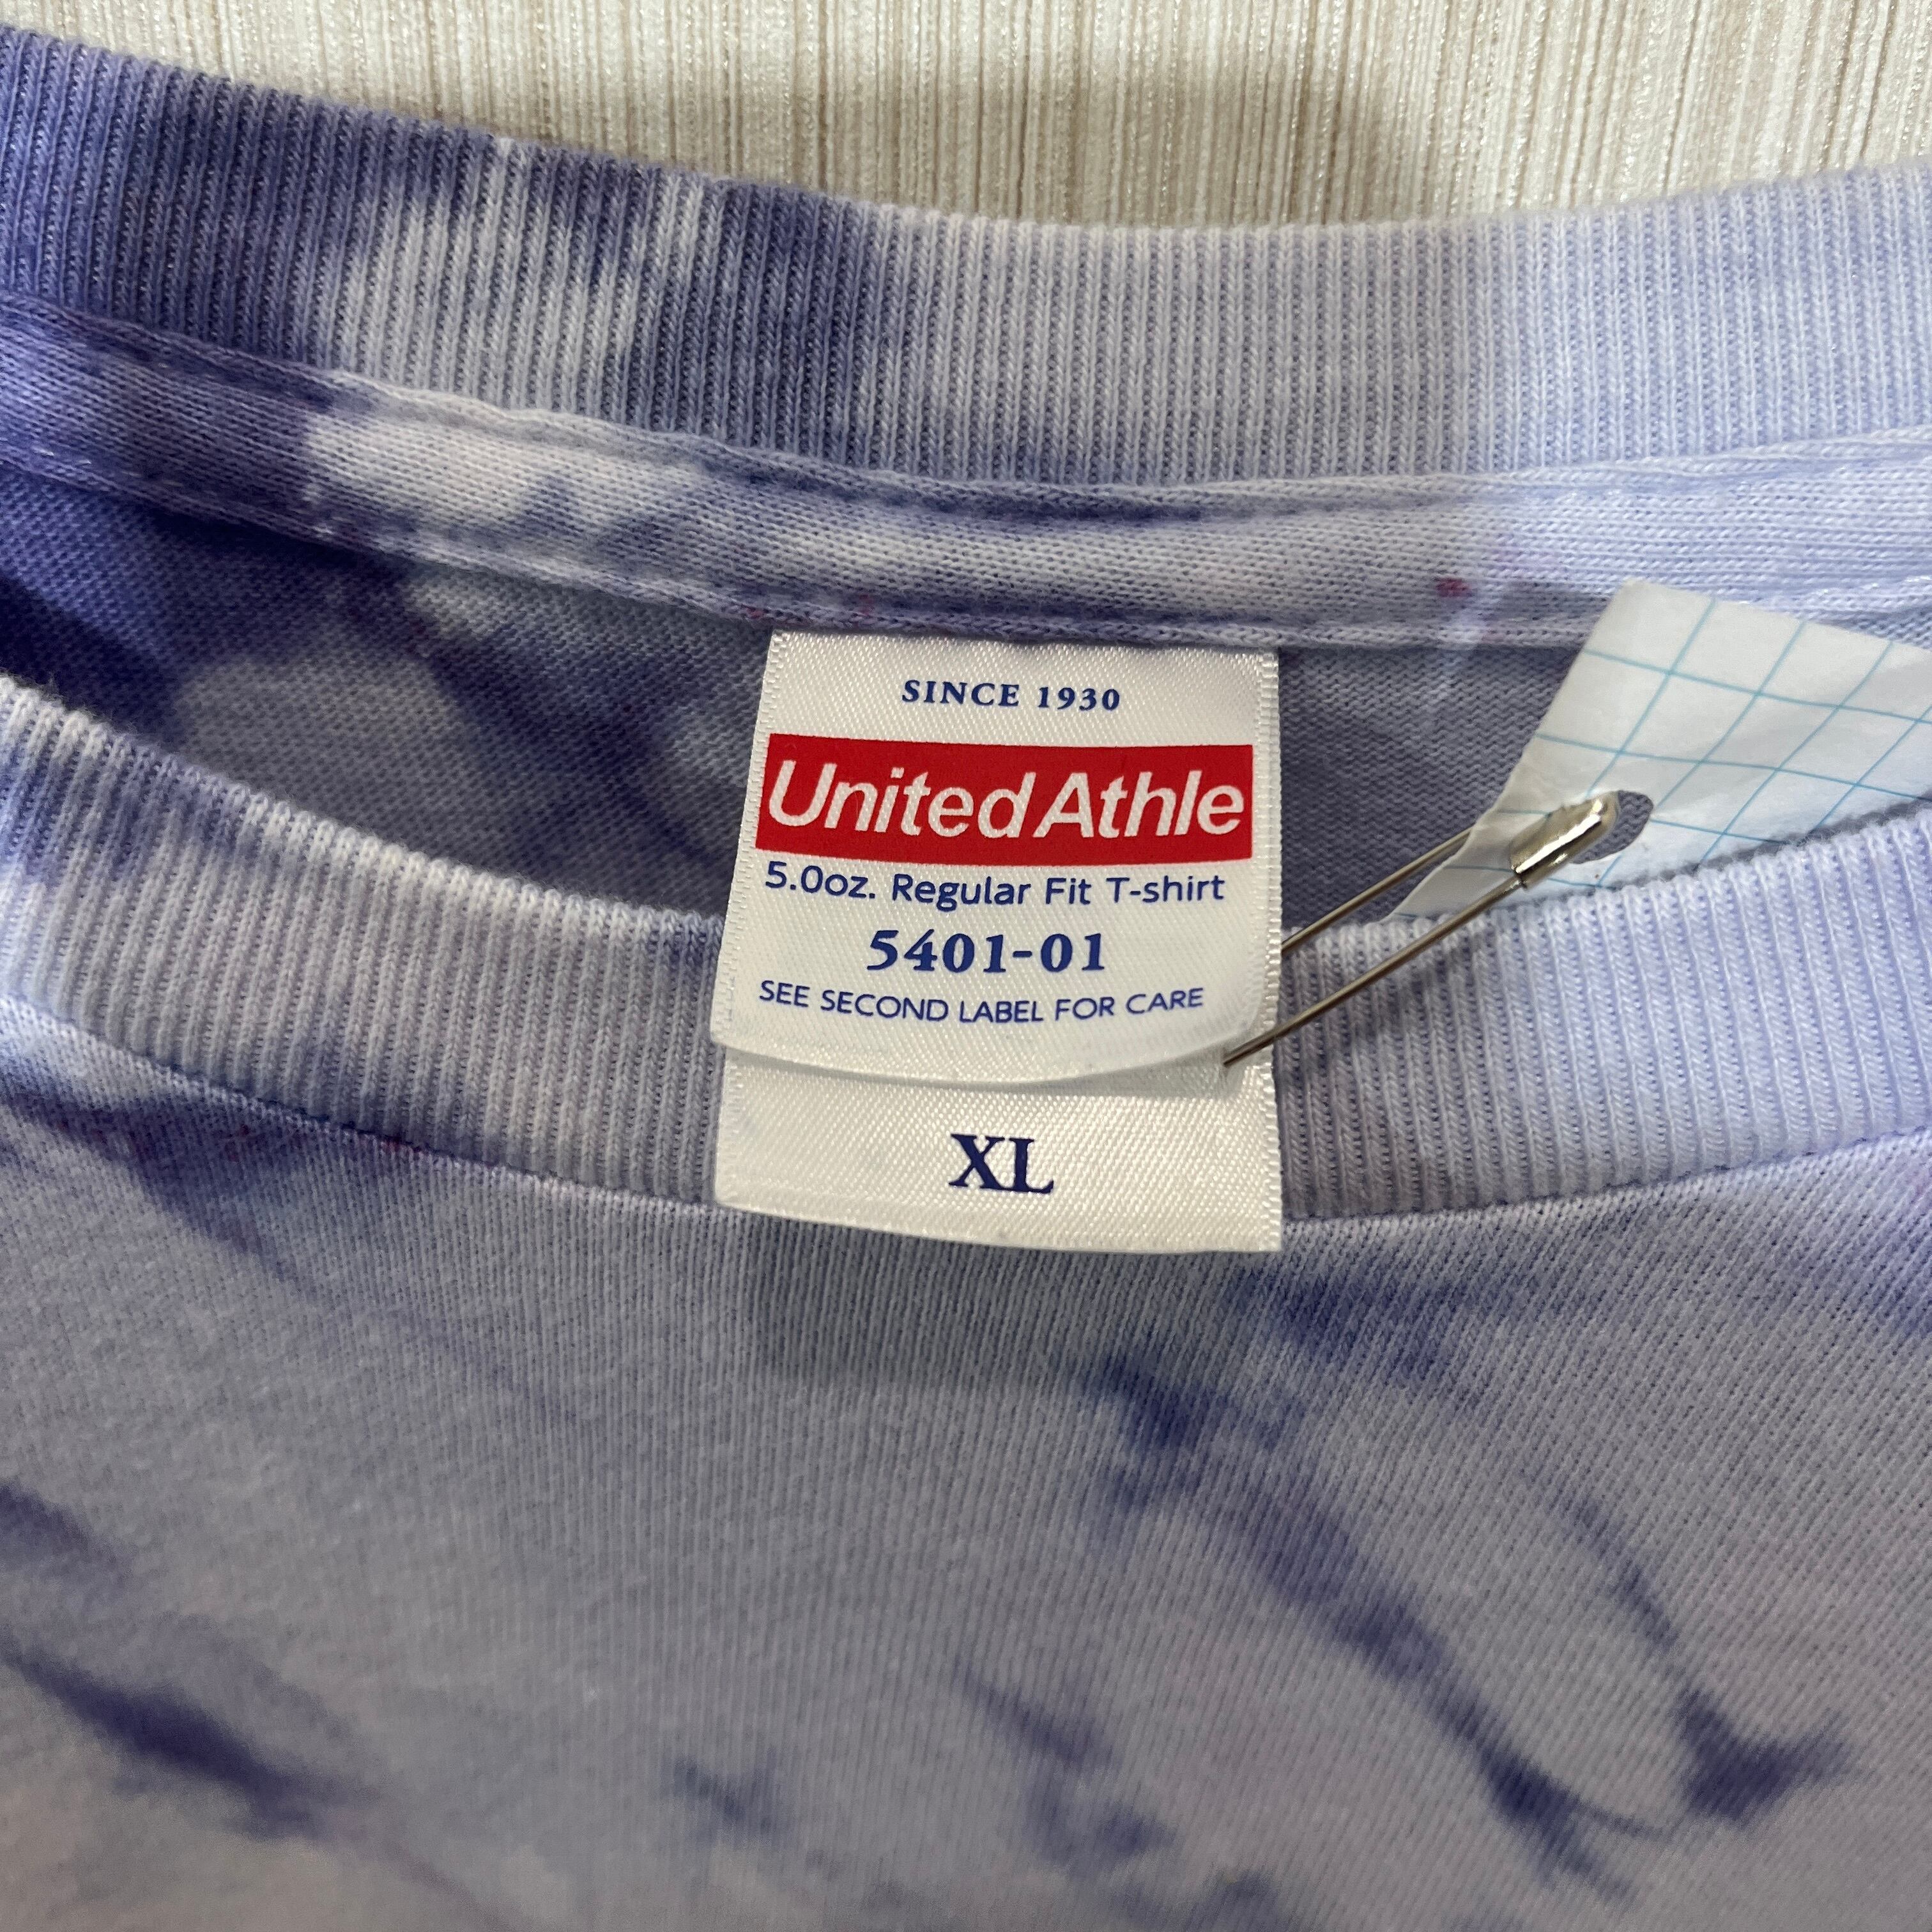 SINCE 1930
United Athle
5.0oz. Regular Fit T-shirt
5401-01
SEE SECOND LABEL FOR CARE
XL